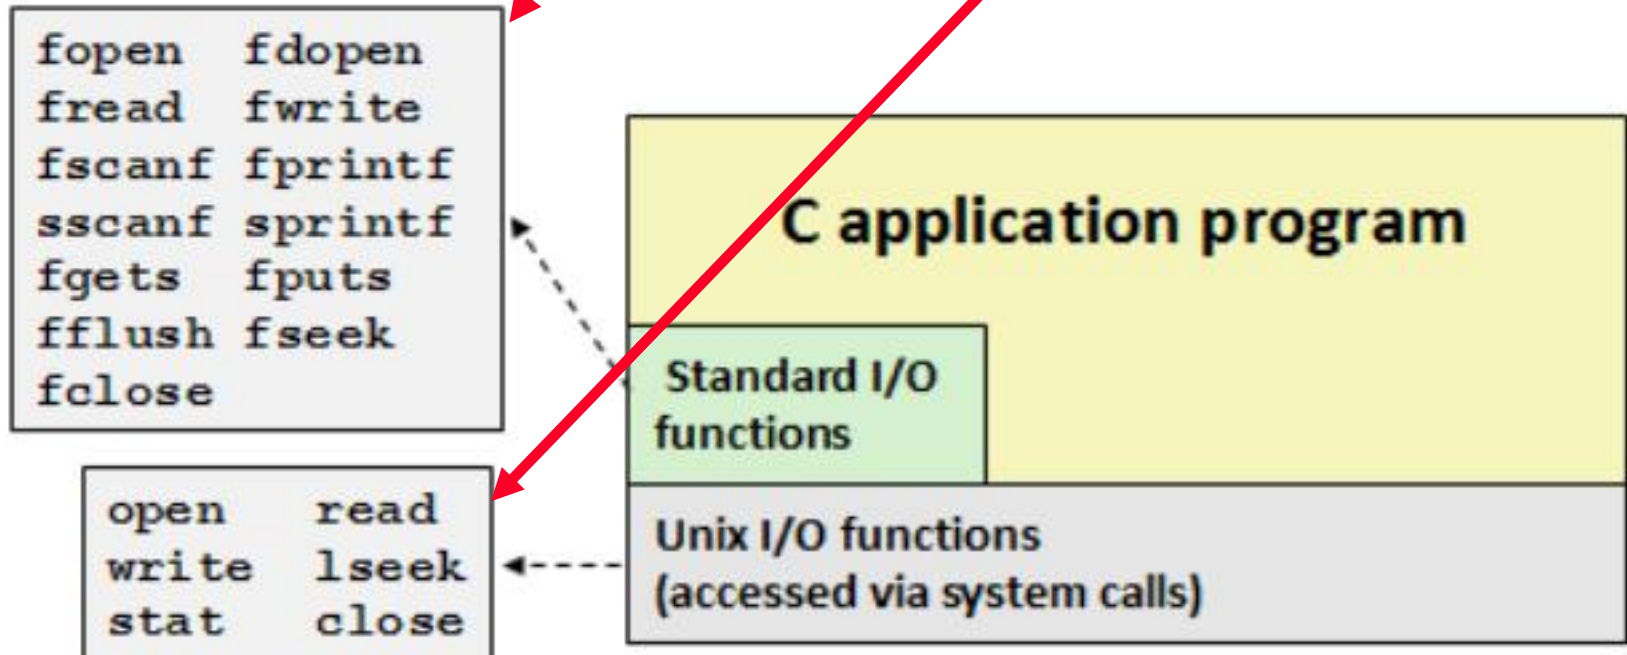 fopen fdopen
fread fwrite
fscanf fprintf
sscanf sprintf
fgets fputs
fflush fseek
fclose
C application program
Standard I/O
functions
open read
write lseek
stat close
Unix I/O functions
(accessed via system calls)